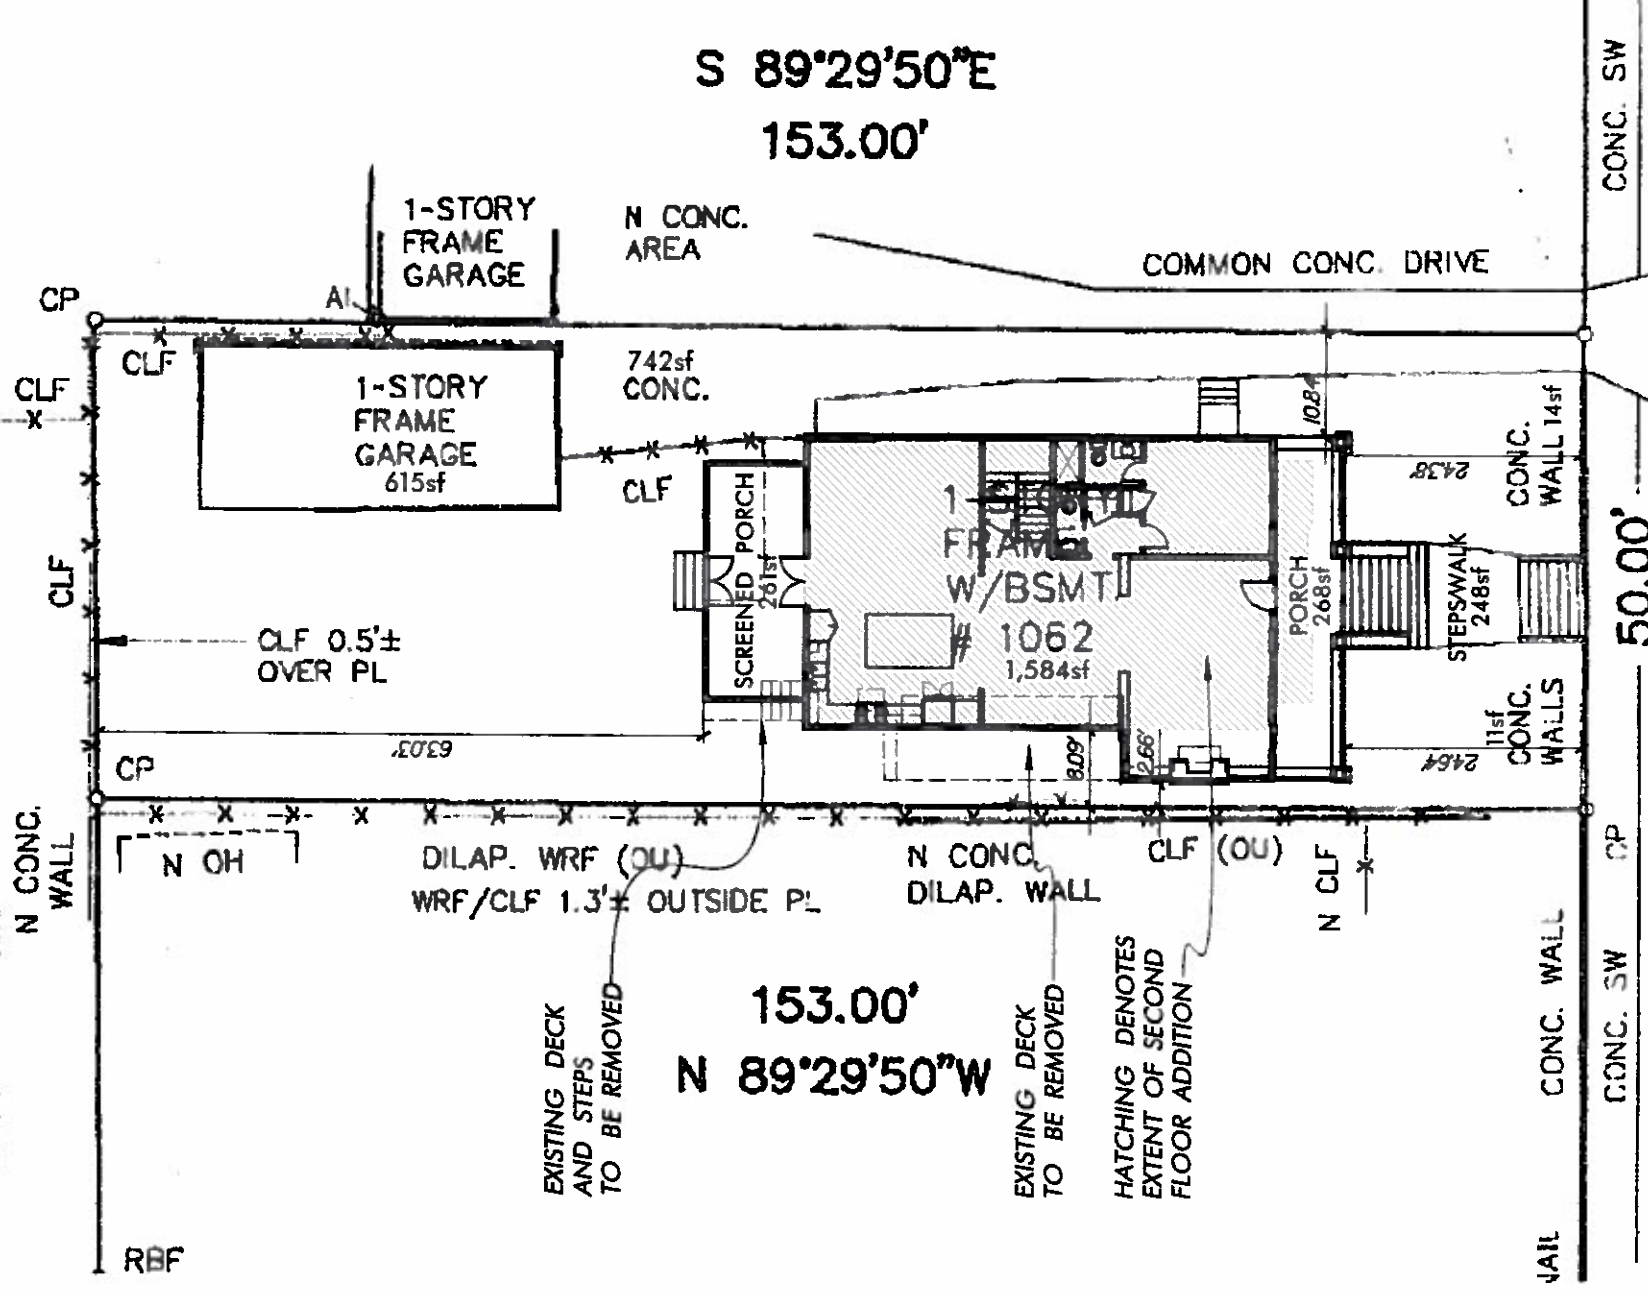 S 89°29'50"E
153.00'
CONC. SW
1-STORY
FRAME
GARAGE
N CONC.
AREA
COMMON CONC. DRIVE
CP
AI
CLF
CLF
742sf
CONC.
1-STORY
FRAME
GARAGE
615sf
CLF
10.84'
24.38'
CONC.
WALL 14sf
50.00'
CLF
SCREENED PORCH
261sf
1
FRAME
W/BSMT
# 1062
1,584sf
PORCH
268sf
STEPS/WALK
248sf
CLF 0.5'±
OVER PL
63.03'
8.09'
2.66'
24.64'
11sf
CONC.
WALLS
CP
N CONC.
WALL
N OH
DILAP. WRF (OU)
WRF/CLF 1.3'± OUTSIDE PL
N CONC.
DILAP. WALL
CLF (OU)
N CLF
CP
153.00'
N 89°29'50"W
EXISTING DECK
AND STEPS
TO BE REMOVED
EXISTING DECK
TO BE REMOVED
HATCHING DENOTES
EXTENT OF SECOND
FLOOR ADDITION
CONC. WALL
CONC. SW
RBF
NAIL